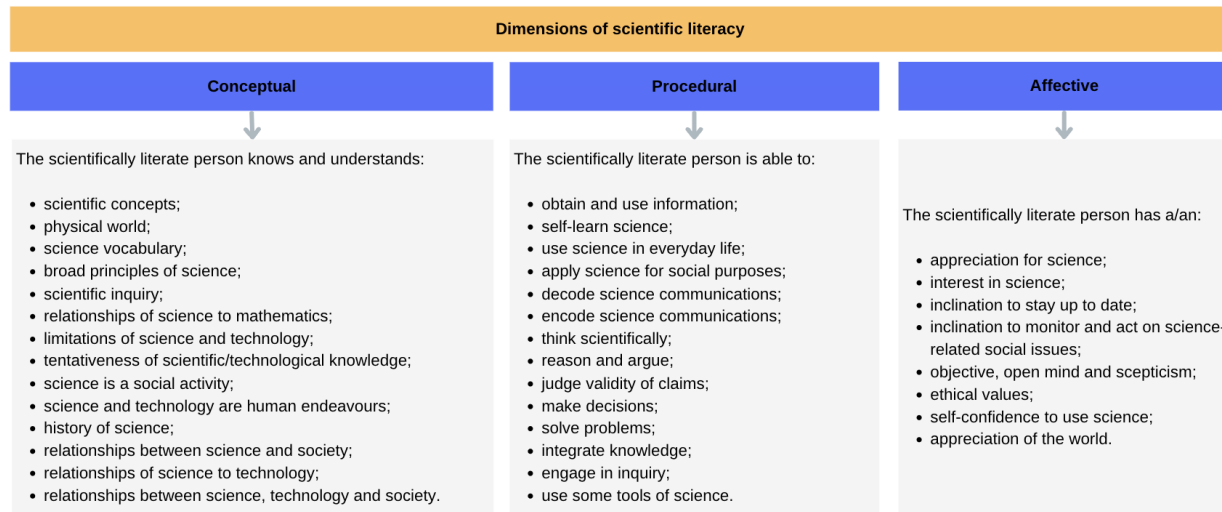 Dimensions of scientific literacy
Conceptual
The scientifically literate person knows and understands:
• scientific concepts;
• physical world;
• science vocabulary;
• broad principles of science;
• scientific inquiry;
• relationships of science to mathematics;
• limitations of science and technology;
• tentativeness of scientific/technological knowledge;
• science is a social activity;
• science and technology are human endeavours;
• history of science;
• relationships between science and society;
• relationships of science to technology;
• relationships between science, technology and society.
Procedural
The scientifically literate person is able to:
• obtain and use information;
• self-learn science;
• use science in everyday life;
• apply science for social purposes;
• decode science communications;
• encode science communications;
• think scientifically;
• reason and argue;
• judge validity of claims;
• make decisions;
• solve problems;
• integrate knowledge;
• engage in inquiry;
• use some tools of science.
Affective
The scientifically literate person has a/an:
• appreciation for science;
• interest in science;
• inclination to stay up to date;
• inclination to monitor and act on science-
related social issues;
• objective, open mind and scepticism;
• ethical values;
• self-confidence to use science;
• appreciation of the world.